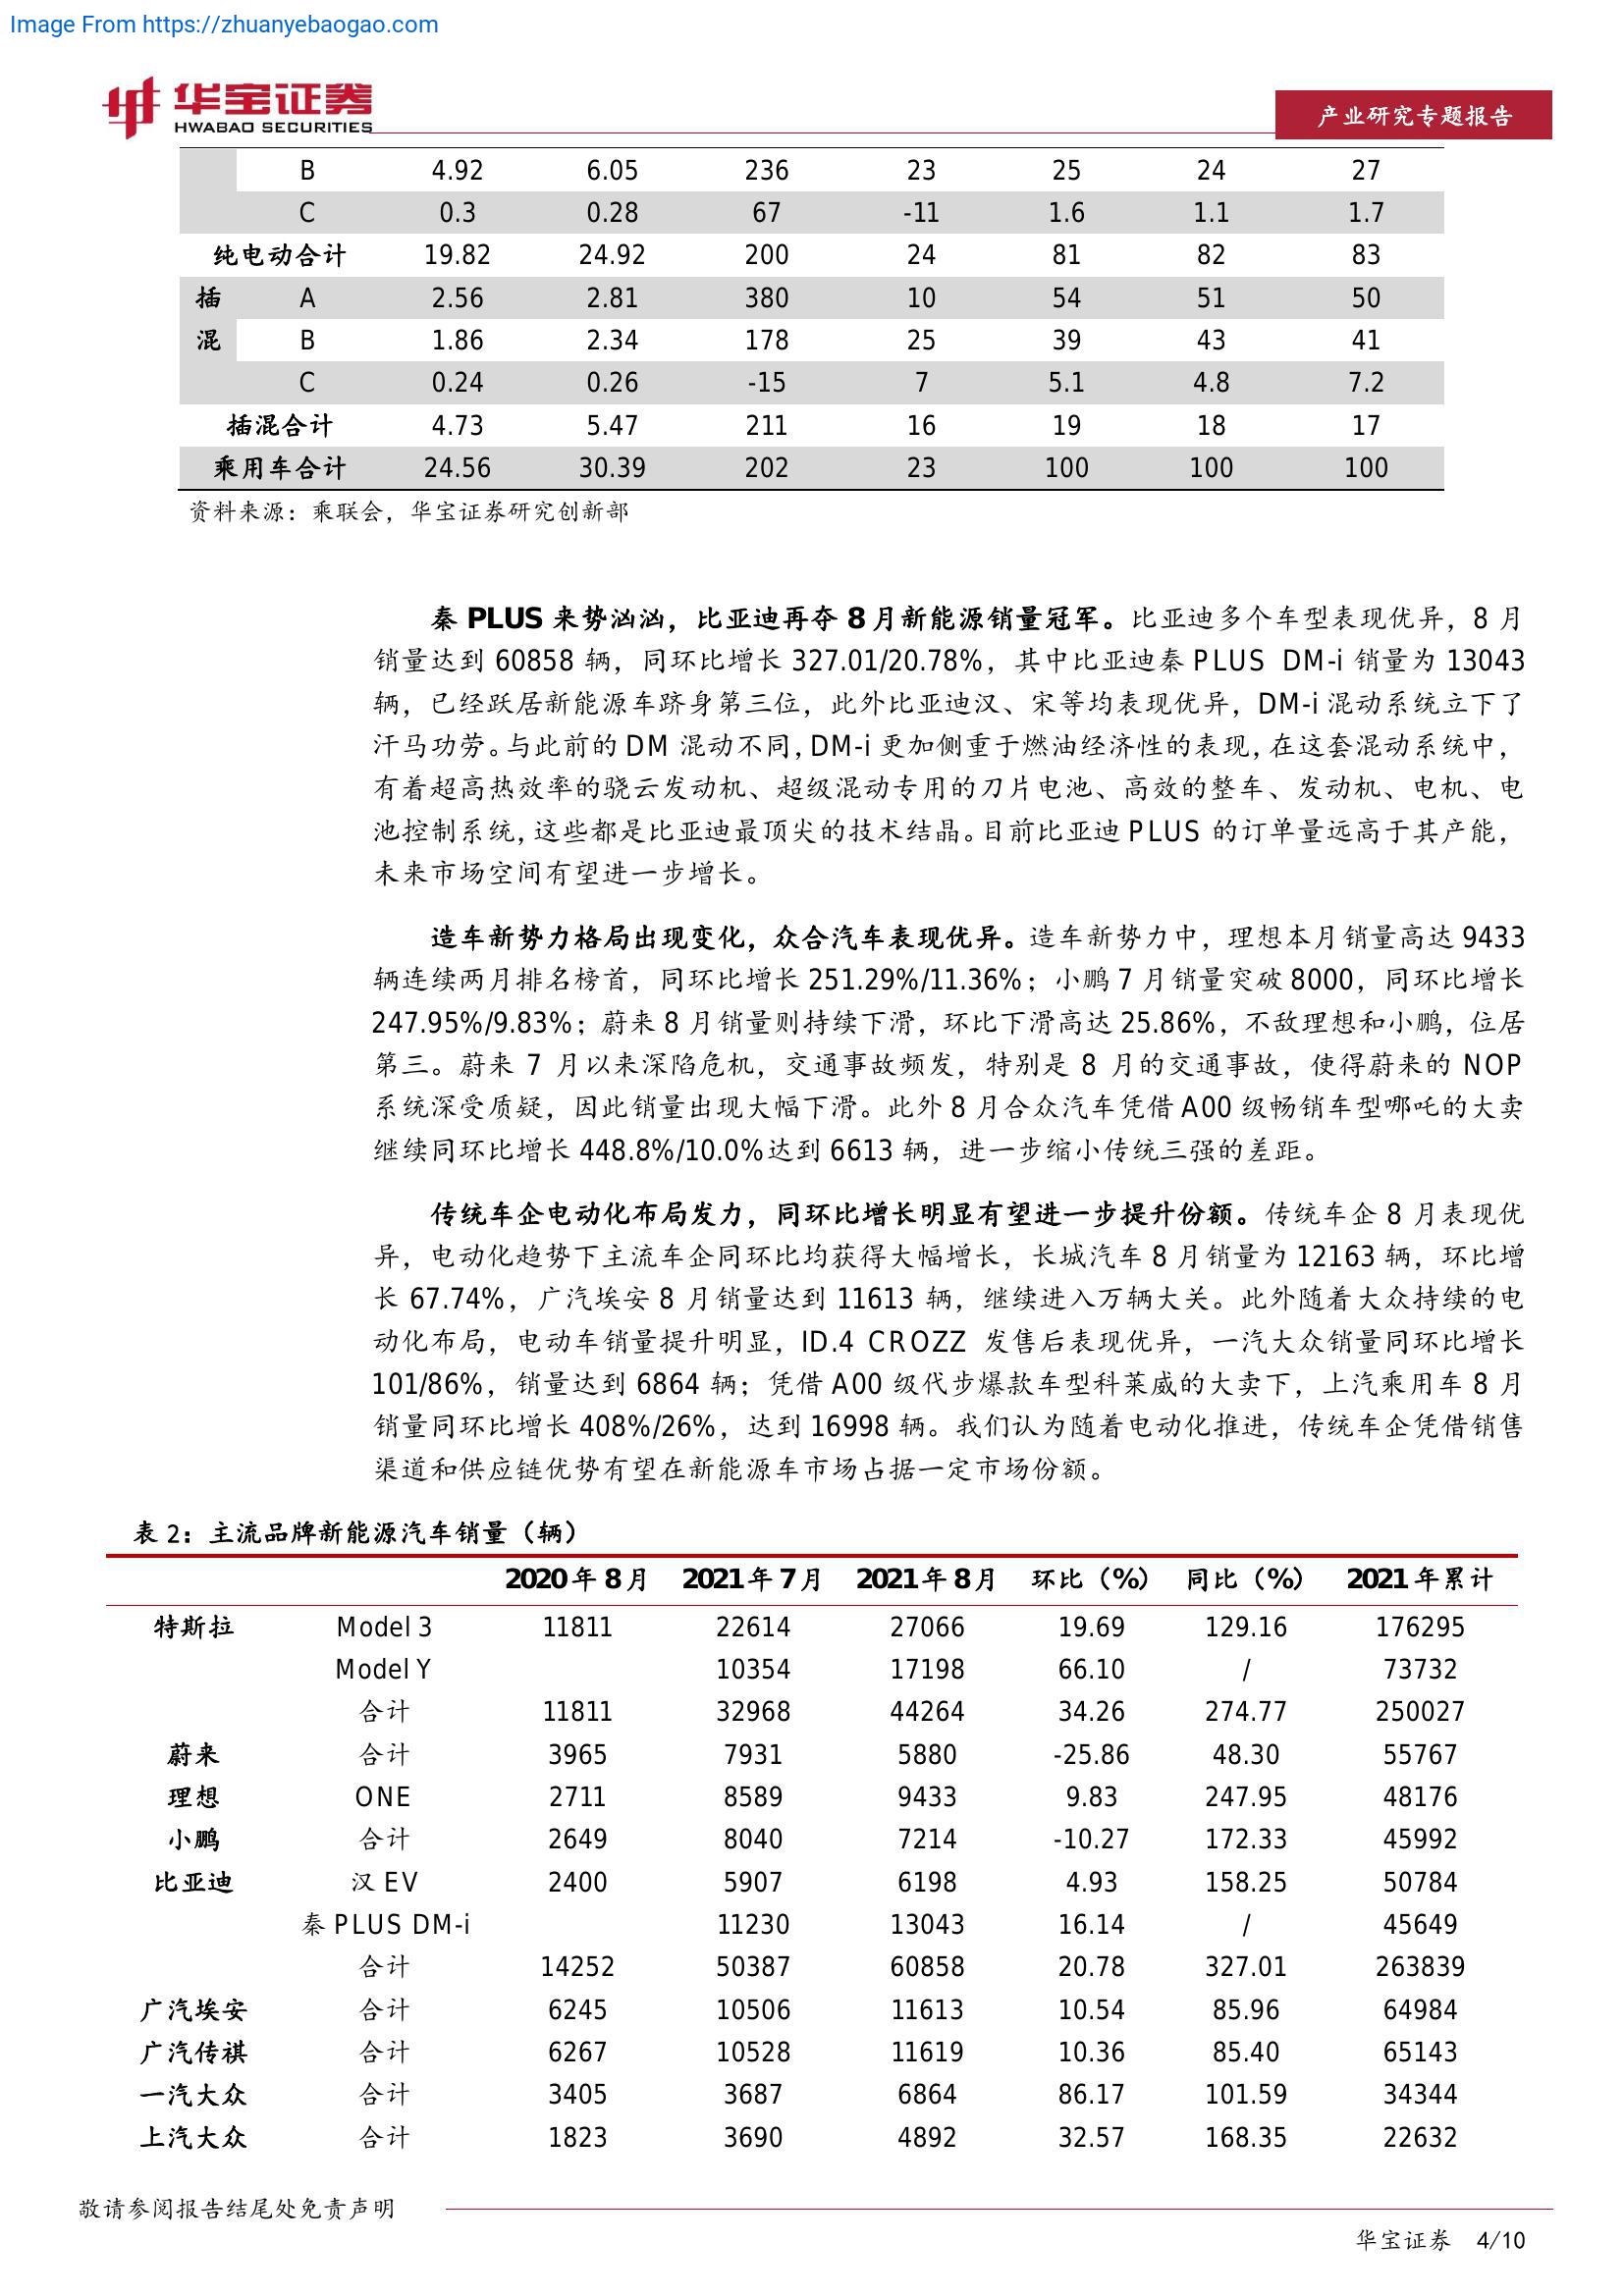 Image From https://zhuanyebaogao.com
华宝证券
HWABAO SECURITIES
产业研究专题报告
B 4.92 6.05 236 23 25 24 27
C 0.3 0.28 67 -11 1.6 1.1 1.7
纯电动合计 19.82 24.92 200 24 81 82 83
插 A 2.56 2.81 380 10 54 51 50
混 B 1.86 2.34 178 25 39 43 41
C 0.24 0.26 -15 7 5.1 4.8 7.2
插混合计 4.73 5.47 211 16 19 18 17
乘用车合计 24.56 30.39 202 23 100 100 100
资料来源：乘联会，华宝证券研究创新部
秦 PLUS 来势汹汹，比亚迪再夺 8 月新能源销量冠军。比亚迪多个车型表现优异，8 月
销量达到 60858 辆，同环比增长 327.01/20.78%，其中比亚迪秦 PLUS DM-i 销量为 13043
辆，已经跃居新能源车跻身第三位，此外比亚迪汉、宋等均表现优异，DM-i 混动系统立下了
汗马功劳。与此前的 DM 混动不同，DM-i 更加侧重于燃油经济性的表现，在这套混动系统中，
有着超高热效率的骁云发动机、超级混动专用的刀片电池、高效的整车、发动机、电机、电
池控制系统，这些都是比亚迪最顶尖的技术结晶。目前比亚迪 PLUS 的订单量远高于其产能，
未来市场空间有望进一步增长。
造车新势力格局出现变化，众合汽车表现优异。造车新势力中，理想本月销量高达 9433
辆连续两月排名榜首，同环比增长 251.29%/11.36%；小鹏 7 月销量突破 8000，同环比增长
247.95%/9.83%；蔚来 8 月销量则持续下滑，环比下滑高达 25.86%，不敌理想和小鹏，位居
第三。蔚来 7 月以来深陷危机，交通事故频发，特别是 8 月的交通事故，使得蔚来的 NOP
系统深受质疑，因此销量出现大幅下滑。此外 8 月合众汽车凭借 A00 级畅销车型哪吒的大卖
继续同环比增长 448.8%/10.0%达到 6613 辆，进一步缩小传统三强的差距。
传统车企电动化布局发力，同环比增长明显有望进一步提升份额。传统车企 8 月表现优
异，电动化趋势下主流车企同环比均获得大幅增长，长城汽车 8 月销量为 12163 辆，环比增
长 67.74%，广汽埃安 8 月销量达到 11613 辆，继续进入万辆大关。此外随着大众持续的电
动化布局，电动车销量提升明显，ID.4 CROZZ 发售后表现优异，一汽大众销量同环比增长
101/86%，销量达到 6864 辆；凭借 A00 级代步爆款车型科莱威的大卖下，上汽乘用车 8 月
销量同环比增长 408%/26%，达到 16998 辆。我们认为随着电动化推进，传统车企凭借销售
渠道和供应链优势有望在新能源车市场占据一定市场份额。
表 2：主流品牌新能源汽车销量（辆）
2020 年 8 月 2021 年 7 月 2021 年 8 月 环比（%） 同比（%） 2021 年累计
特斯拉 Model 3 11811 22614 27066 19.69 129.16 176295
Model Y 10354 17198 66.10 / 73732
合计 11811 32968 44264 34.26 274.77 250027
蔚来 合计 3965 7931 5880 -25.86 48.30 55767
理想 ONE 2711 8589 9433 9.83 247.95 48176
小鹏 合计 2649 8040 7214 -10.27 172.33 45992
比亚迪 汉 EV 2400 5907 6198 4.93 158.25 50784
秦 PLUS DM-i 11230 13043 16.14 / 45649
合计 14252 50387 60858 20.78 327.01 263839
广汽埃安 合计 6245 10506 11613 10.54 85.96 64984
广汽传祺 合计 6267 10528 11619 10.36 85.40 65143
一汽大众 合计 3405 3687 6864 86.17 101.59 34344
上汽大众 合计 1823 3690 4892 32.57 168.35 22632
敬请参阅报告结尾处免责声明
华宝证券 4/10